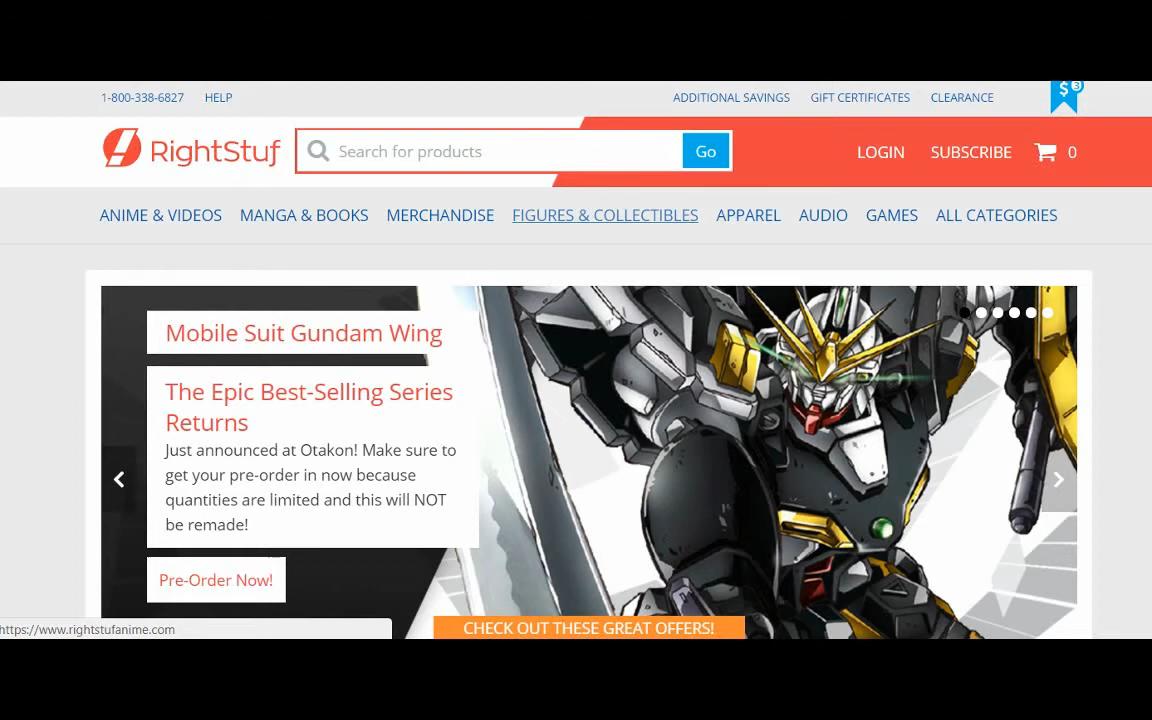 1-800-338-6827 HELP ADDITIONAL SAVINGS GIFT CERTIFICATES CLEARANCE $ 3
RightStuf Search for products Go LOGIN SUBSCRIBE 0
ANIME & VIDEOS MANGA & BOOKS MERCHANDISE FIGURES & COLLECTIBLES APPAREL AUDIO GAMES ALL CATEGORIES
Mobile Suit Gundam Wing
The Epic Best-Selling Series
Returns
Just announced at Otakon! Make sure to
get your pre-order in now because
quantities are limited and this will NOT
be remade!
Pre-Order Now!
CHECK OUT THESE GREAT OFFERS!
https://www.rightstufanime.com